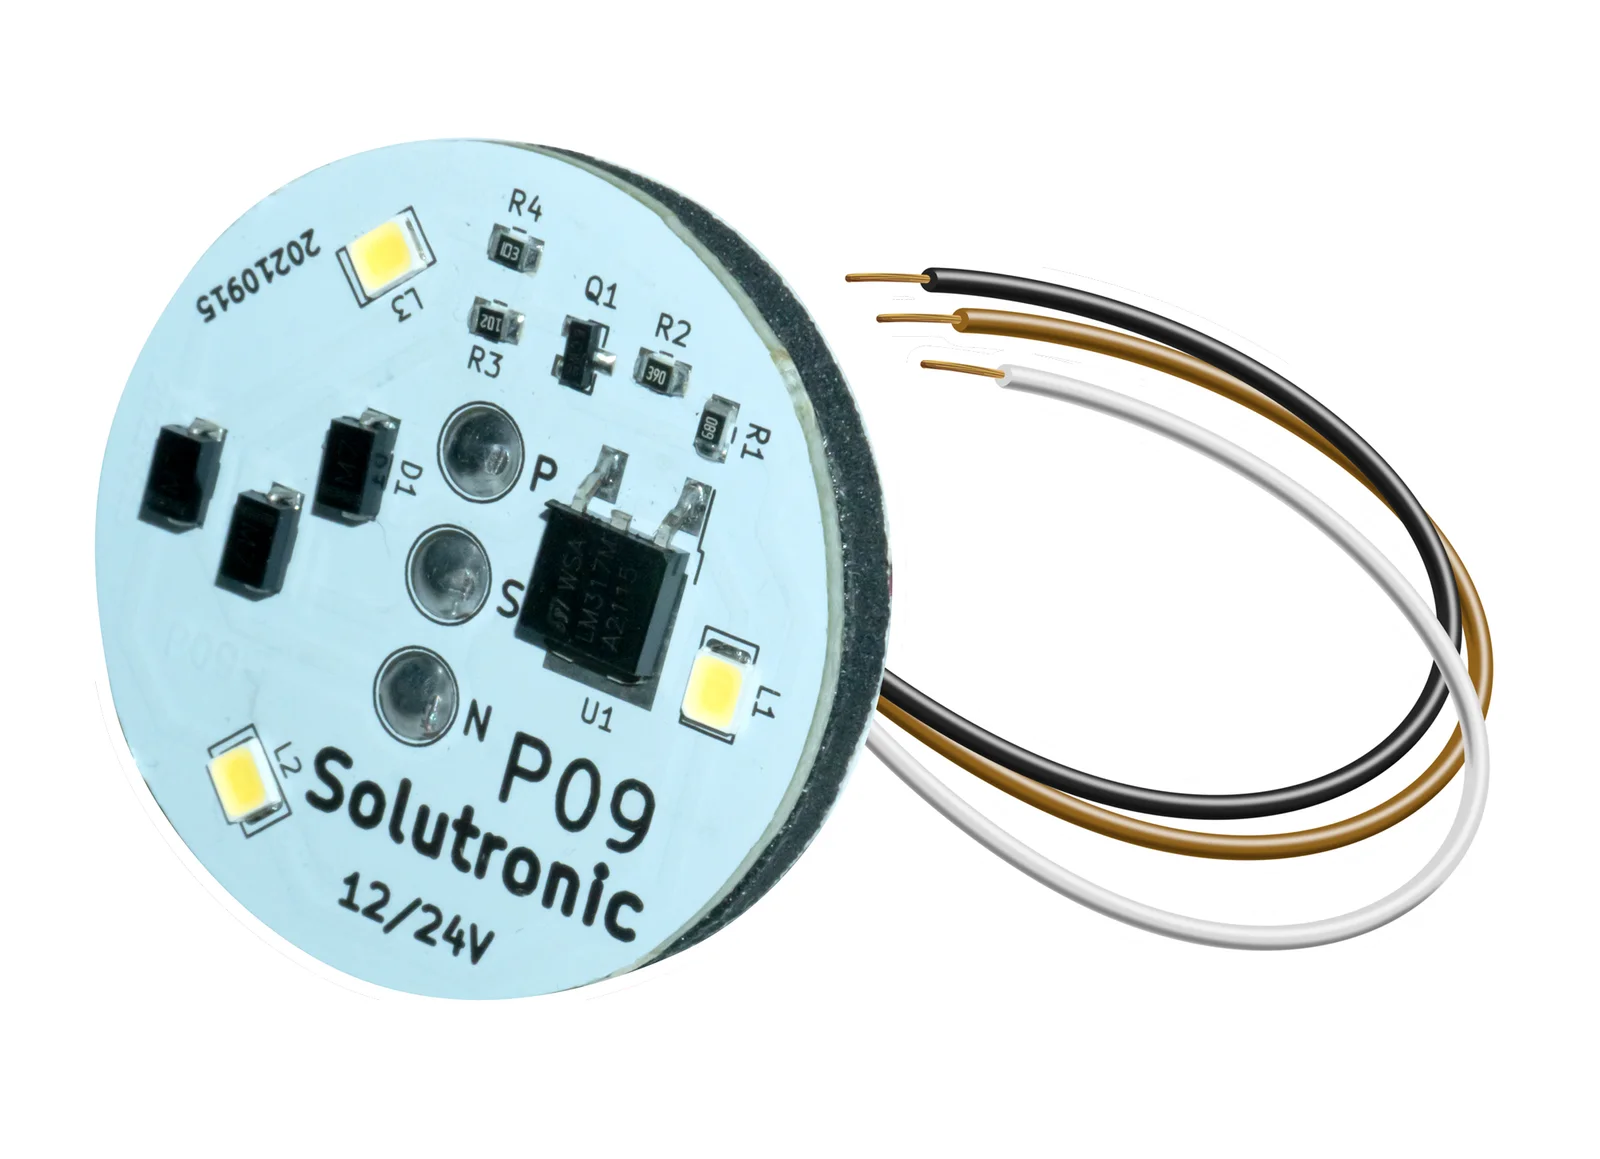 R4
103
20210915
L3
Q1
102
R3
R2
390
680
R1
D1
P
S
WSA
LM317M
A2115
N
U1
L1
L2
P09
Solutronic
12/24V